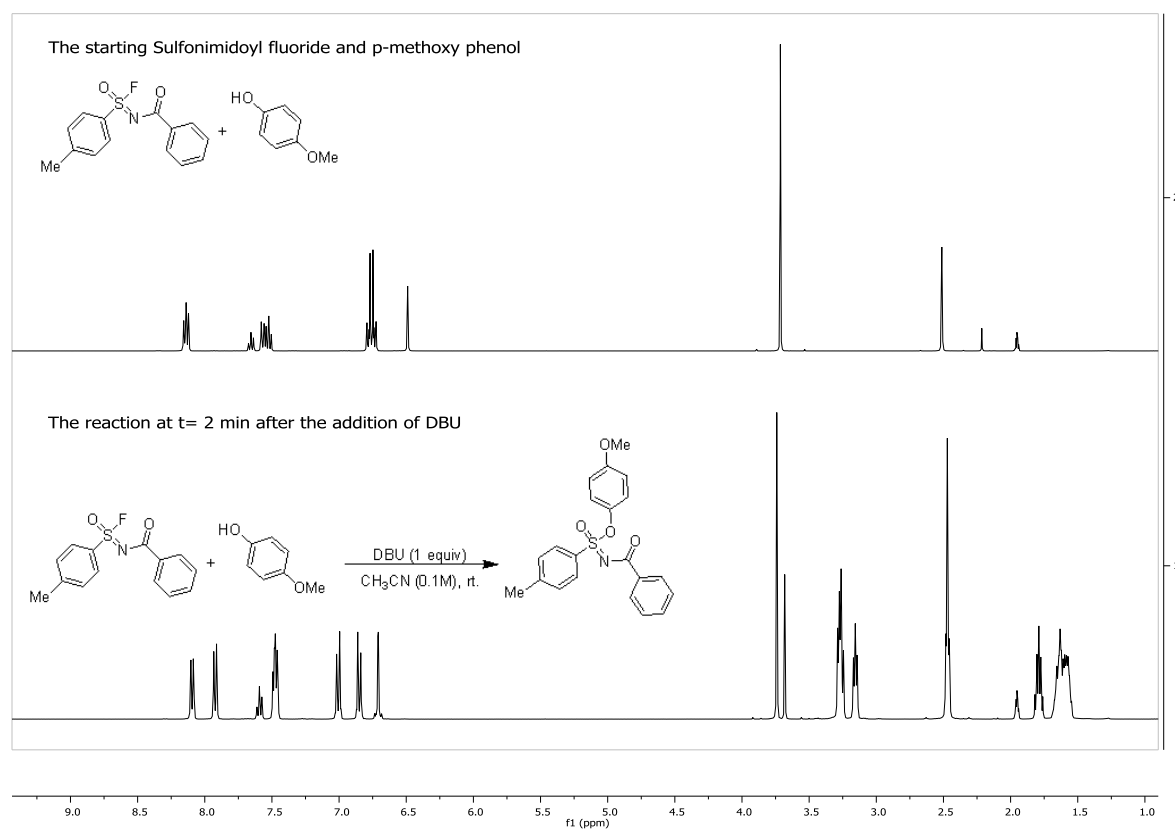 The starting Sulfonimidoyl fluoride and p-methoxy phenol
O F O
S
N
+
HO
OMe
Me
The reaction at t= 2 min after the addition of DBU
OMe
O F O
S
N
+
HO
OMe
Me
DBU (1 equiv)
CH₃CN (0.1M), rt.
O O
S O
N
Me
9.0 8.5 8.0 7.5 7.0 6.5 6.0 5.5 5.0 4.5 4.0 3.5 3.0 2.5 2.0 1.5 1.0
f1 (ppm)